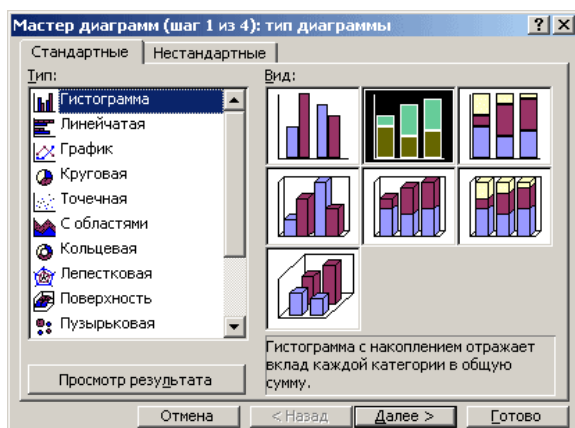 Мастер диаграмм (шаг 1 из 4): тип диаграммы
Стандартные Нестандартные
Тип:
Гистограмма
Линейчатая
График
Круговая
Точечная
С областями
Кольцевая
Лепестковая
Поверхность
Пузырьковая
Вид:
Гистограмма с накоплением отражает
вклад каждой категории в общую
сумму.
Просмотр результата
Отмена < Назад Далее > Готово